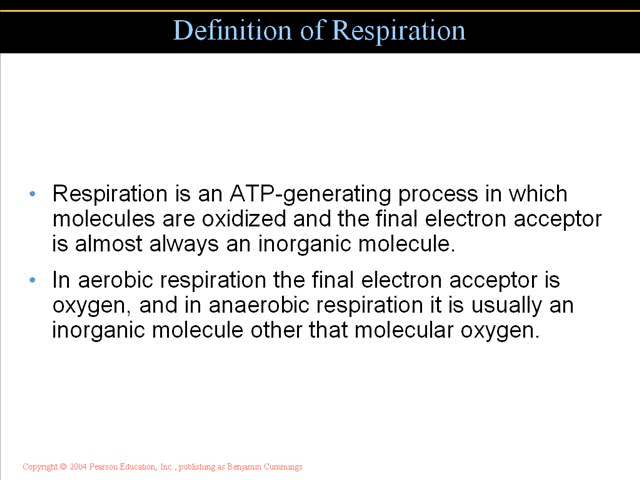 Definition of Respiration
• Respiration is an ATP-generating process in which
molecules are oxidized and the final electron acceptor
is almost always an inorganic molecule.
• In aerobic respiration the final electron acceptor is
oxygen, and in anaerobic respiration it is usually an
inorganic molecule other that molecular oxygen.
Copyright © 2004 Pearson Education, Inc., publishing as Benjamin Cummings